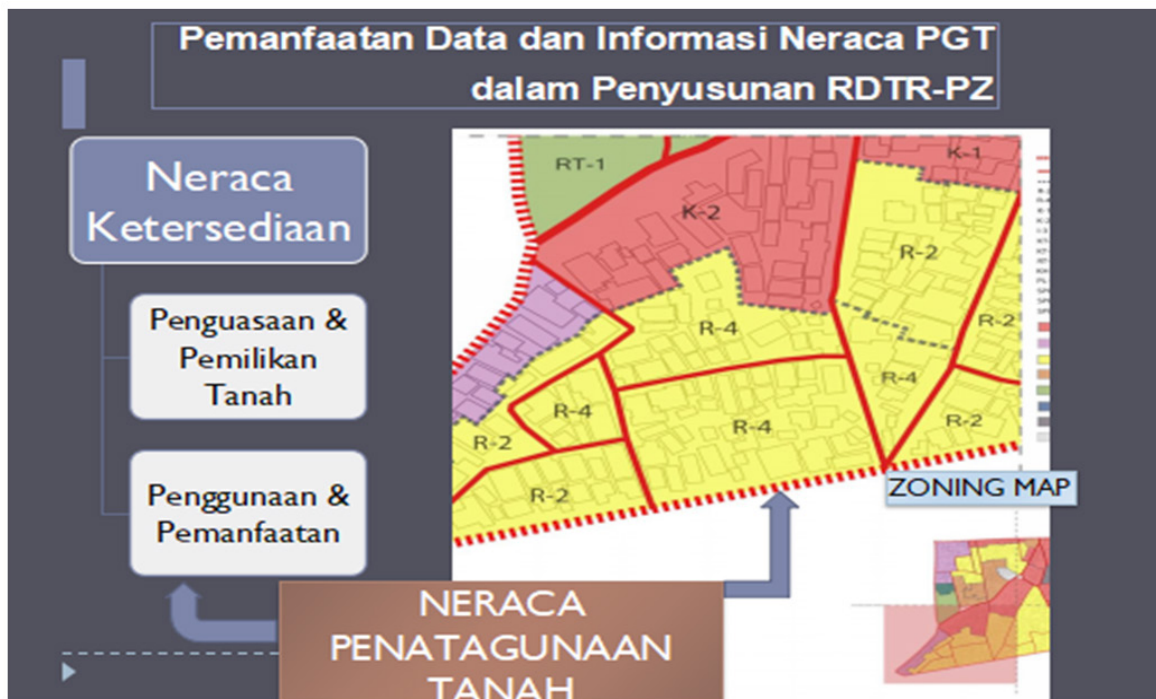 Pemanfaatan Data dan Informasi Neraca PGT
dalam Penyusunan RDTR-PZ
Neraca
Ketersediaan
Penguasaan &
Pemilikan
Tanah
Penggunaan &
Pemanfaatan
RT-1
K-1
K-2
R-2
R-4
R-2
R-4
R-4
R-2
R-4
R-2
R-2
ZONING MAP
NERACA
PENATAGUNAAN
TANAH